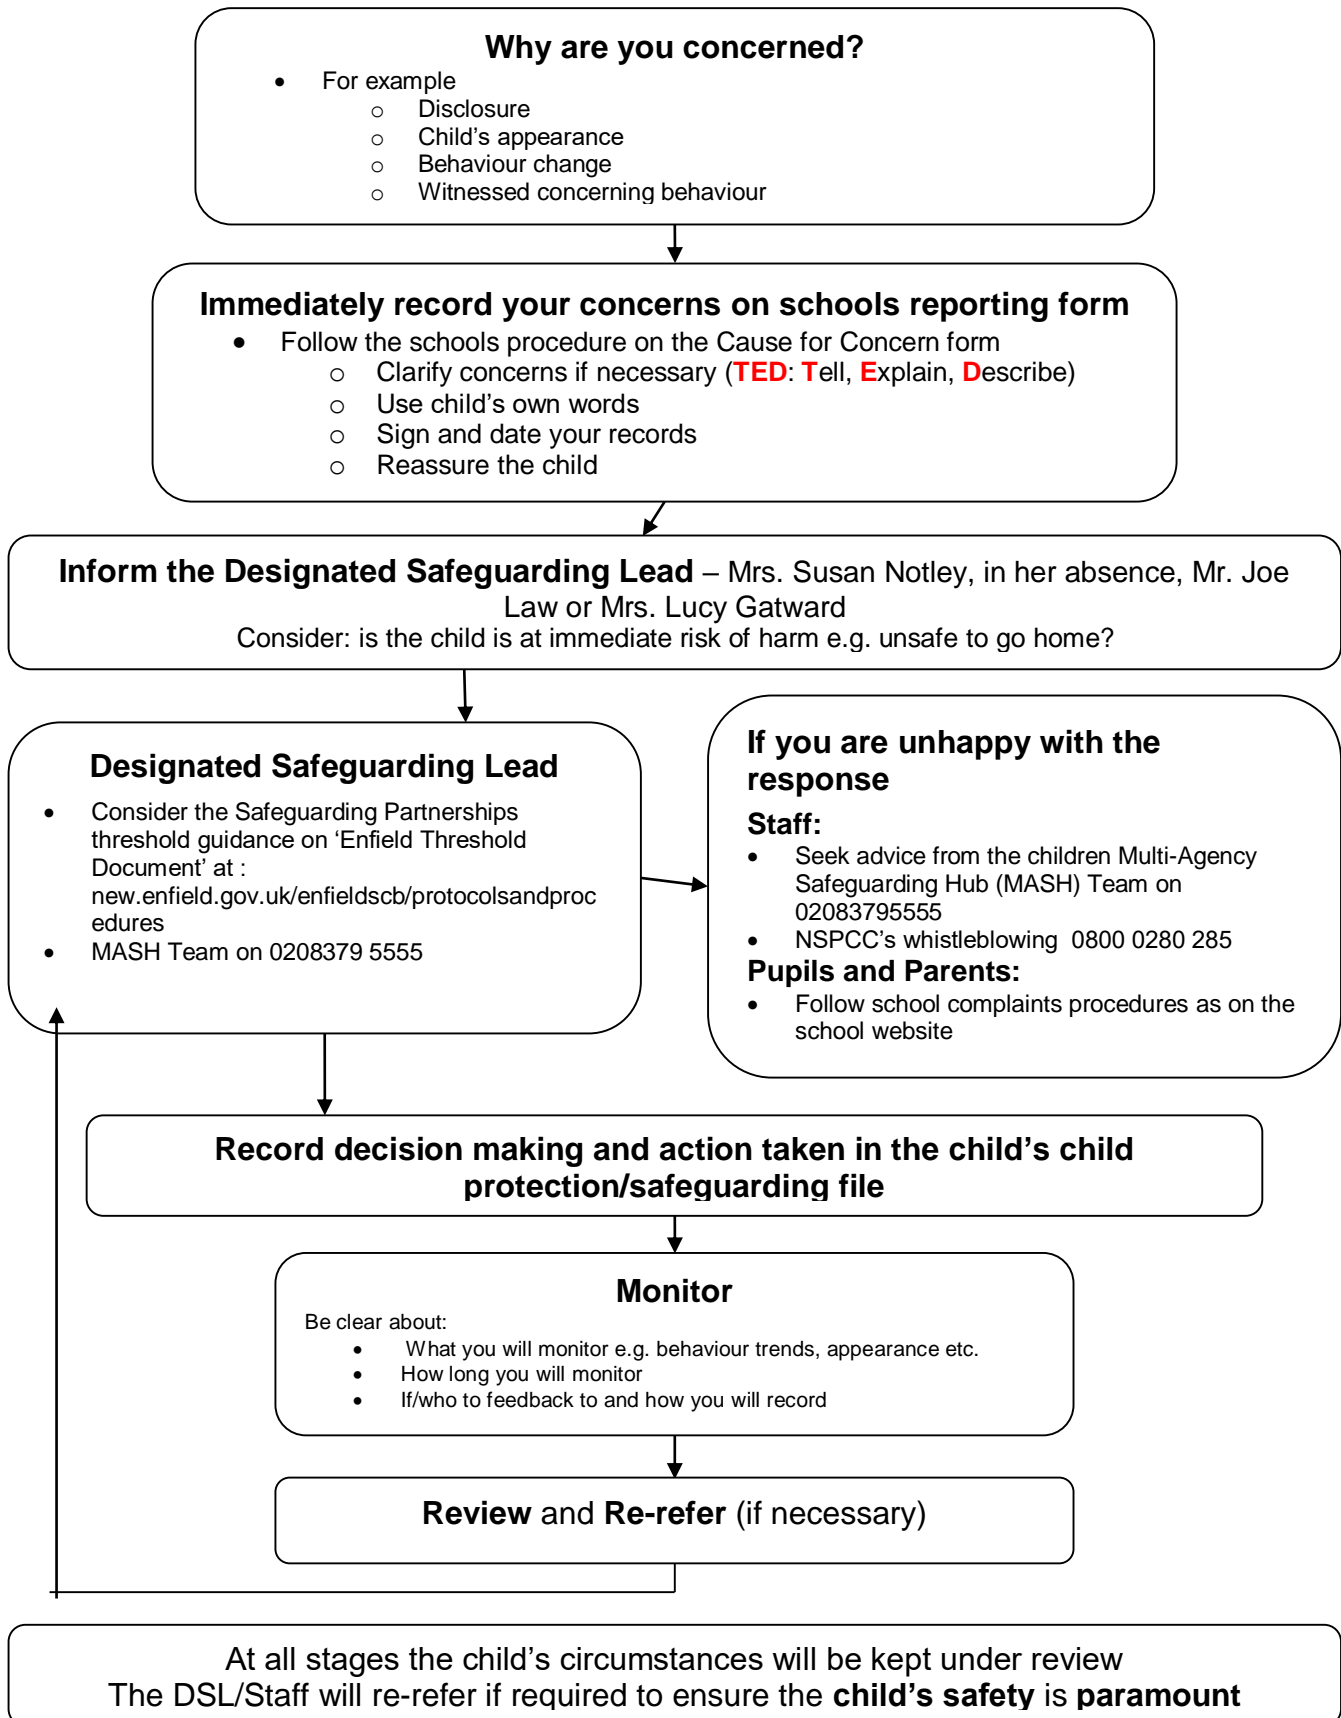 Why are you concerned?
• For example
o Disclosure
o Child's appearance
o Behaviour change
o Witnessed concerning behaviour
Immediately record your concerns on schools reporting form
• Follow the schools procedure on the Cause for Concern form
o Clarify concerns if necessary (TED: Tell, Explain, Describe)
o Use child's own words
o Sign and date your records
o Reassure the child
Inform the Designated Safeguarding Lead – Mrs. Susan Notley, in her absence, Mr. Joe
Law or Mrs. Lucy Gatward
Consider: is the child is at immediate risk of harm e.g. unsafe to go home?
Designated Safeguarding Lead
• Consider the Safeguarding Partnerships
threshold guidance on ‘Enfield Threshold
Document’ at :
new.enfield.gov.uk/enfieldscb/protocolsandproc
edures
• MASH Team on 0208379 5555
If you are unhappy with the
response
Staff:
• Seek advice from the children Multi-Agency
Safeguarding Hub (MASH) Team on
02083795555
• NSPCC's whistleblowing  0800 0280 285
Pupils and Parents:
• Follow school complaints procedures as on the
school website
Record decision making and action taken in the child's child
protection/safeguarding file
Monitor
Be clear about:
• What you will monitor e.g. behaviour trends, appearance etc.
• How long you will monitor
• If/who to feedback to and how you will record
Review and Re-refer (if necessary)
At all stages the child's circumstances will be kept under review
The DSL/Staff will re-refer if required to ensure the child's safety is paramount